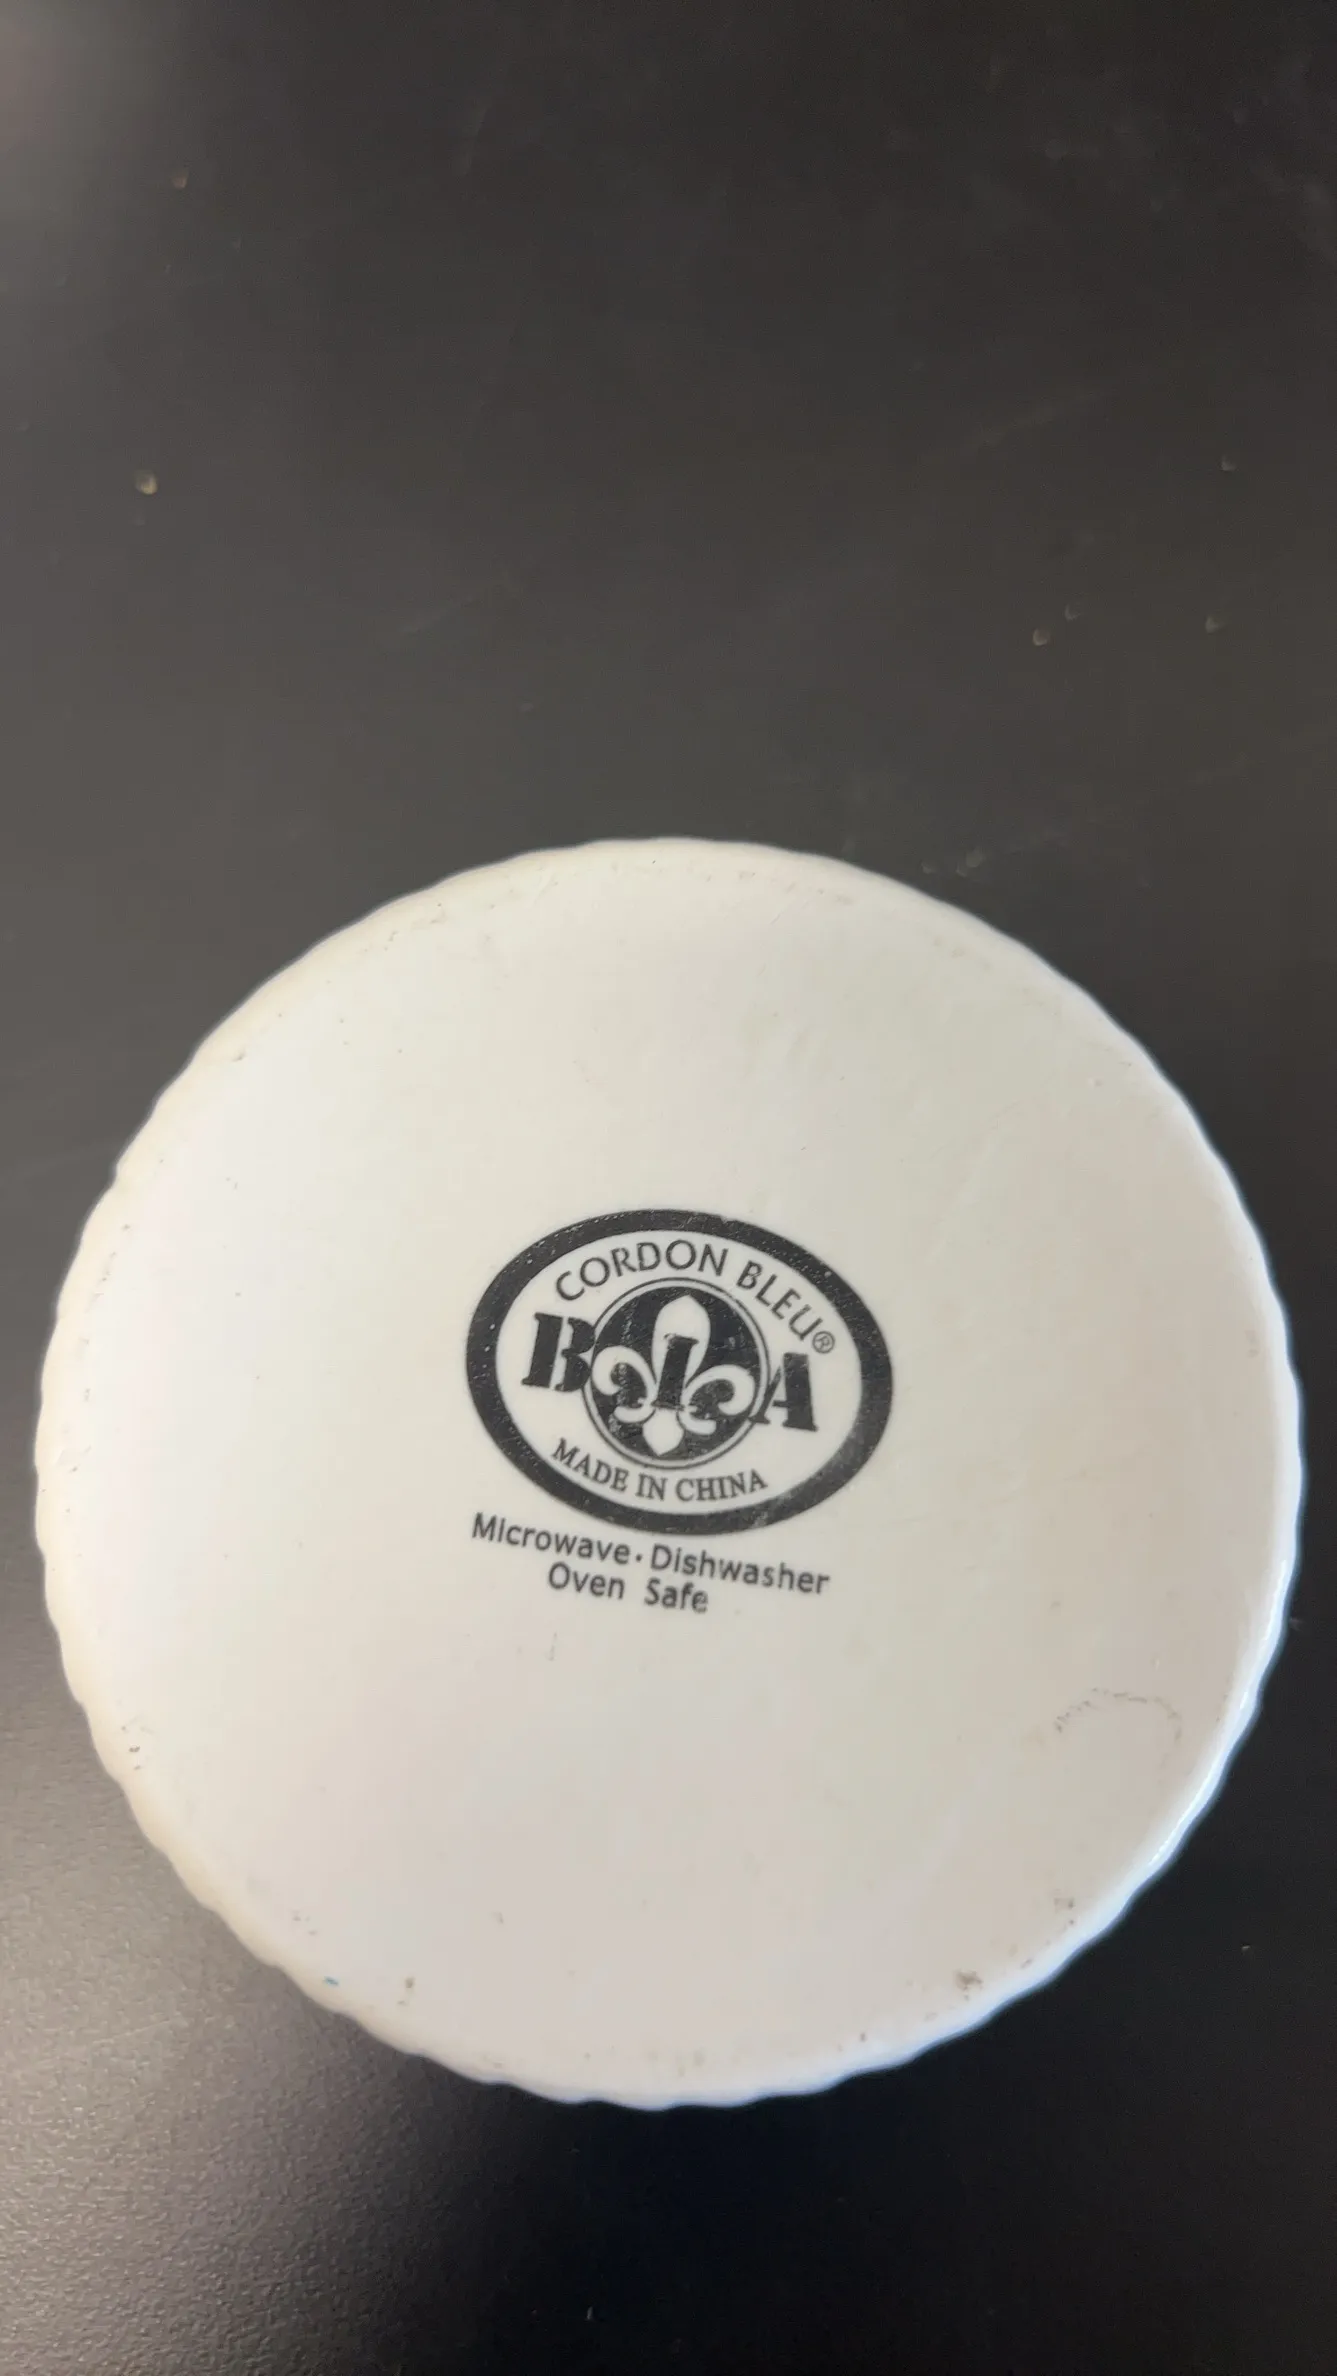 CORDON BLEU®
BIA
MADE IN CHINA
Microwave · Dishwasher
Oven Safe